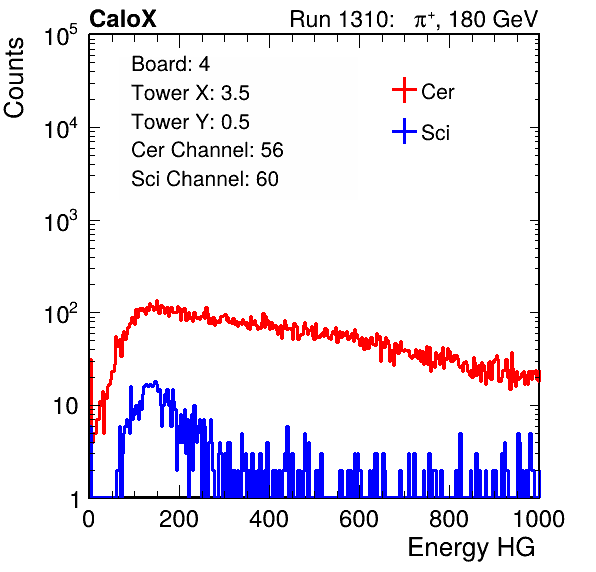 CaloX Run 1310: π⁺, 180 GeV
Counts
10⁵
10⁴
10³
10²
10
1
Board: 4
Tower X: 3.5
Tower Y: 0.5
Cer Channel: 56
Sci Channel: 60
Cer
Sci
0 200 400 600 800 1000
Energy HG